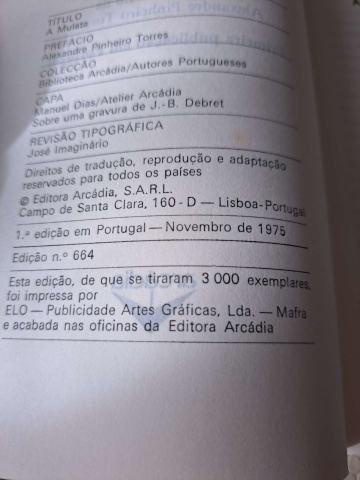 TÍTULO
A Mulata
PREFÁCIO
Alexandre Pinheiro Torres
COLECÇÃO
Biblioteca Arcádia/Autores Portugueses
CAPA
Manuel Dias/Atelier Arcádia
Sobre uma gravura de J.-B. Debret
REVISÃO TIPOGRÁFICA
José Imaginário
Direitos de tradução, reprodução e adaptação
reservados para todos os países
© Editora Arcádia, S.A.R.L.
Campo de Santa Clara, 160-D — Lisboa-Portugal
1.ª edição em Portugal — Novembro de 1975
Edição n.º 664
Esta edição, de que se tiraram 3 000 exemplares,
foi impressa por
ELO — Publicidade Artes Gráficas, Lda. — Mafra
e acabada nas oficinas da Editora Arcádia